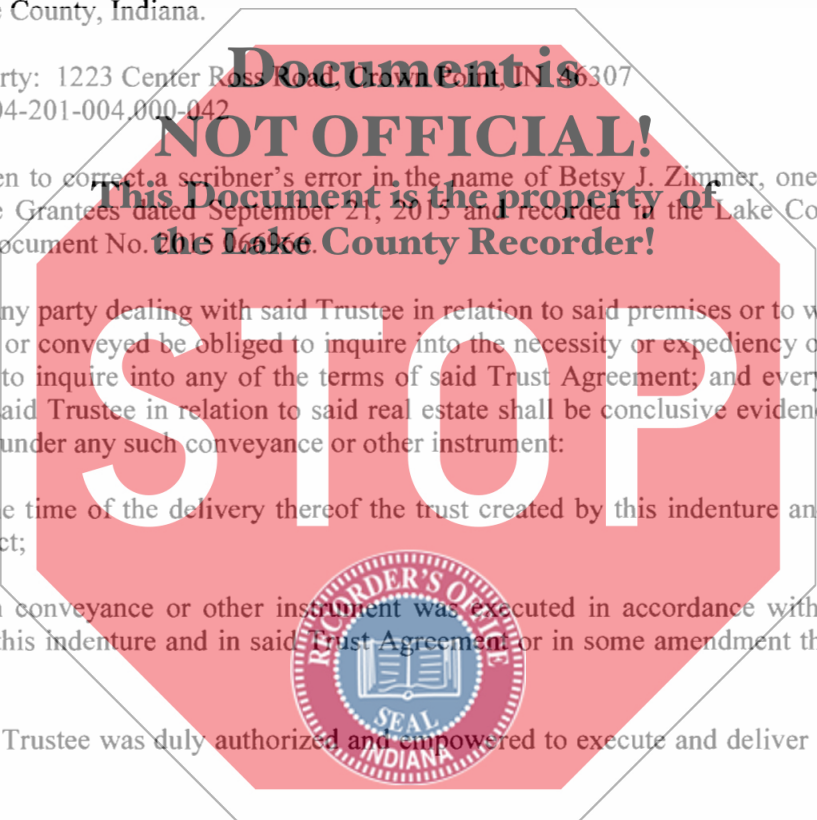 County, Indiana.
Document is
rty: 1223 Center Ross Road, Crown Point, IN 46307
04-201-004.000-042
NOT OFFICIAL!
en to correct a scribner's error in the name of Betsy J. Zimmer, one
This Document is the property of
e Grantees dated September 21, 2015 and recorded in the Lake Co
the Lake County Recorder!
ocument No. 2015
ny party dealing with said Trustee in relation to said premises or to w
or conveyed be obliged to inquire into the necessity or expediency o
to inquire into any of the terms of said Trust Agreement; and every
aid Trustee in relation to said real estate shall be conclusive eviden
under any such conveyance or other instrument:
STOP
e time of the delivery thereof the trust created by this indenture an
ct;
n conveyance or other instrument was executed in accordance with
this indenture and in said Trust Agreement or in some amendment th
RECORDER'S OFFICE
SEAL
INDIANA
Trustee was duly authorized and empowered to execute and deliver